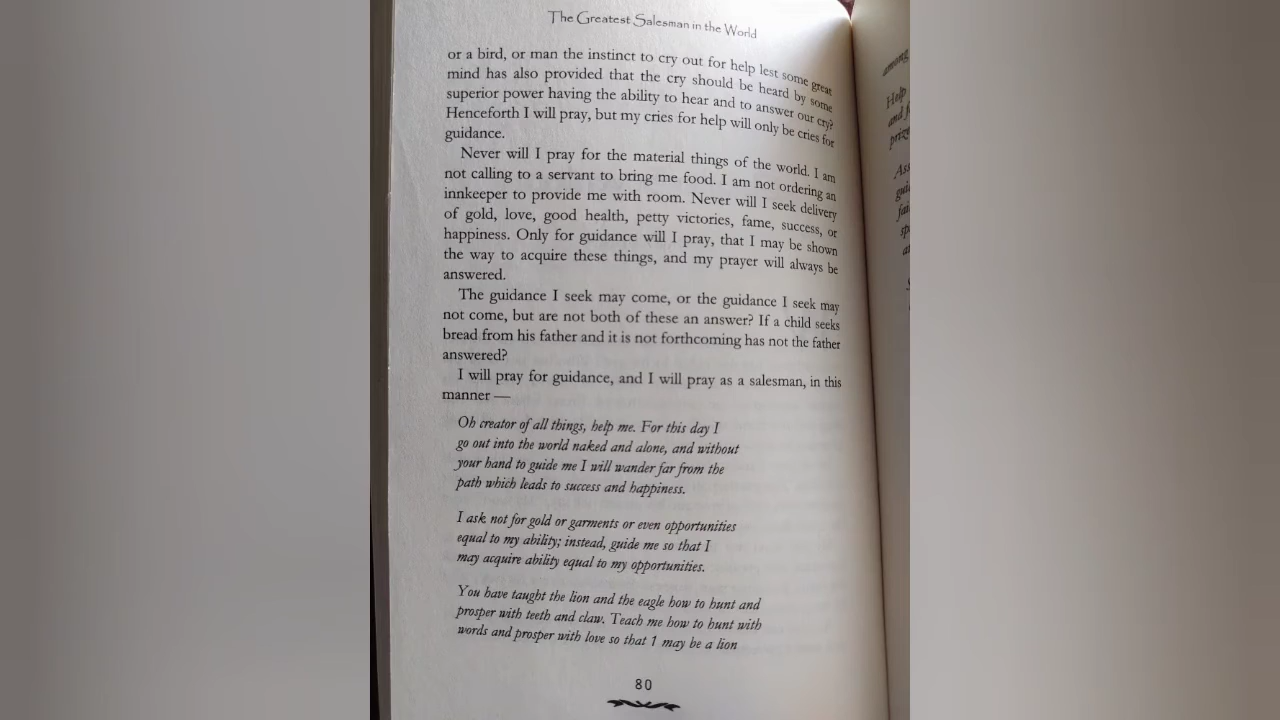 The Greatest Salesman in the World
or a bird, or man the instinct to cry out for help lest some great
mind has also provided that the cry should be heard by some
superior power having the ability to hear and to answer our cry?
Henceforth I will pray, but my cries for help will only be cries for
guidance.
Never will I pray for the material things of the world. I am
not calling to a servant to bring me food. I am not ordering an
innkeeper to provide me with room. Never will I seek delivery
of gold, love, good health, petty victories, fame, success, or
happiness. Only for guidance will I pray, that I may be shown
the way to acquire these things, and my prayer will always be
answered.
The guidance I seek may come, or the guidance I seek may
not come, but are not both of these an answer? If a child seeks
bread from his father and it is not forthcoming has not the father
answered?
I will pray for guidance, and I will pray as a salesman, in this
manner —
Oh creator of all things, help me. For this day I
go out into the world naked and alone, and without
your hand to guide me I will wander far from the
path which leads to success and happiness.
I ask not for gold or garments or even opportunities
equal to my ability; instead, guide me so that I
may acquire ability equal to my opportunities.
You have taught the lion and the eagle how to hunt and
prosper with teeth and claw. Teach me how to hunt with
words and prosper with love so that 1 may be a lion
80
among
Help